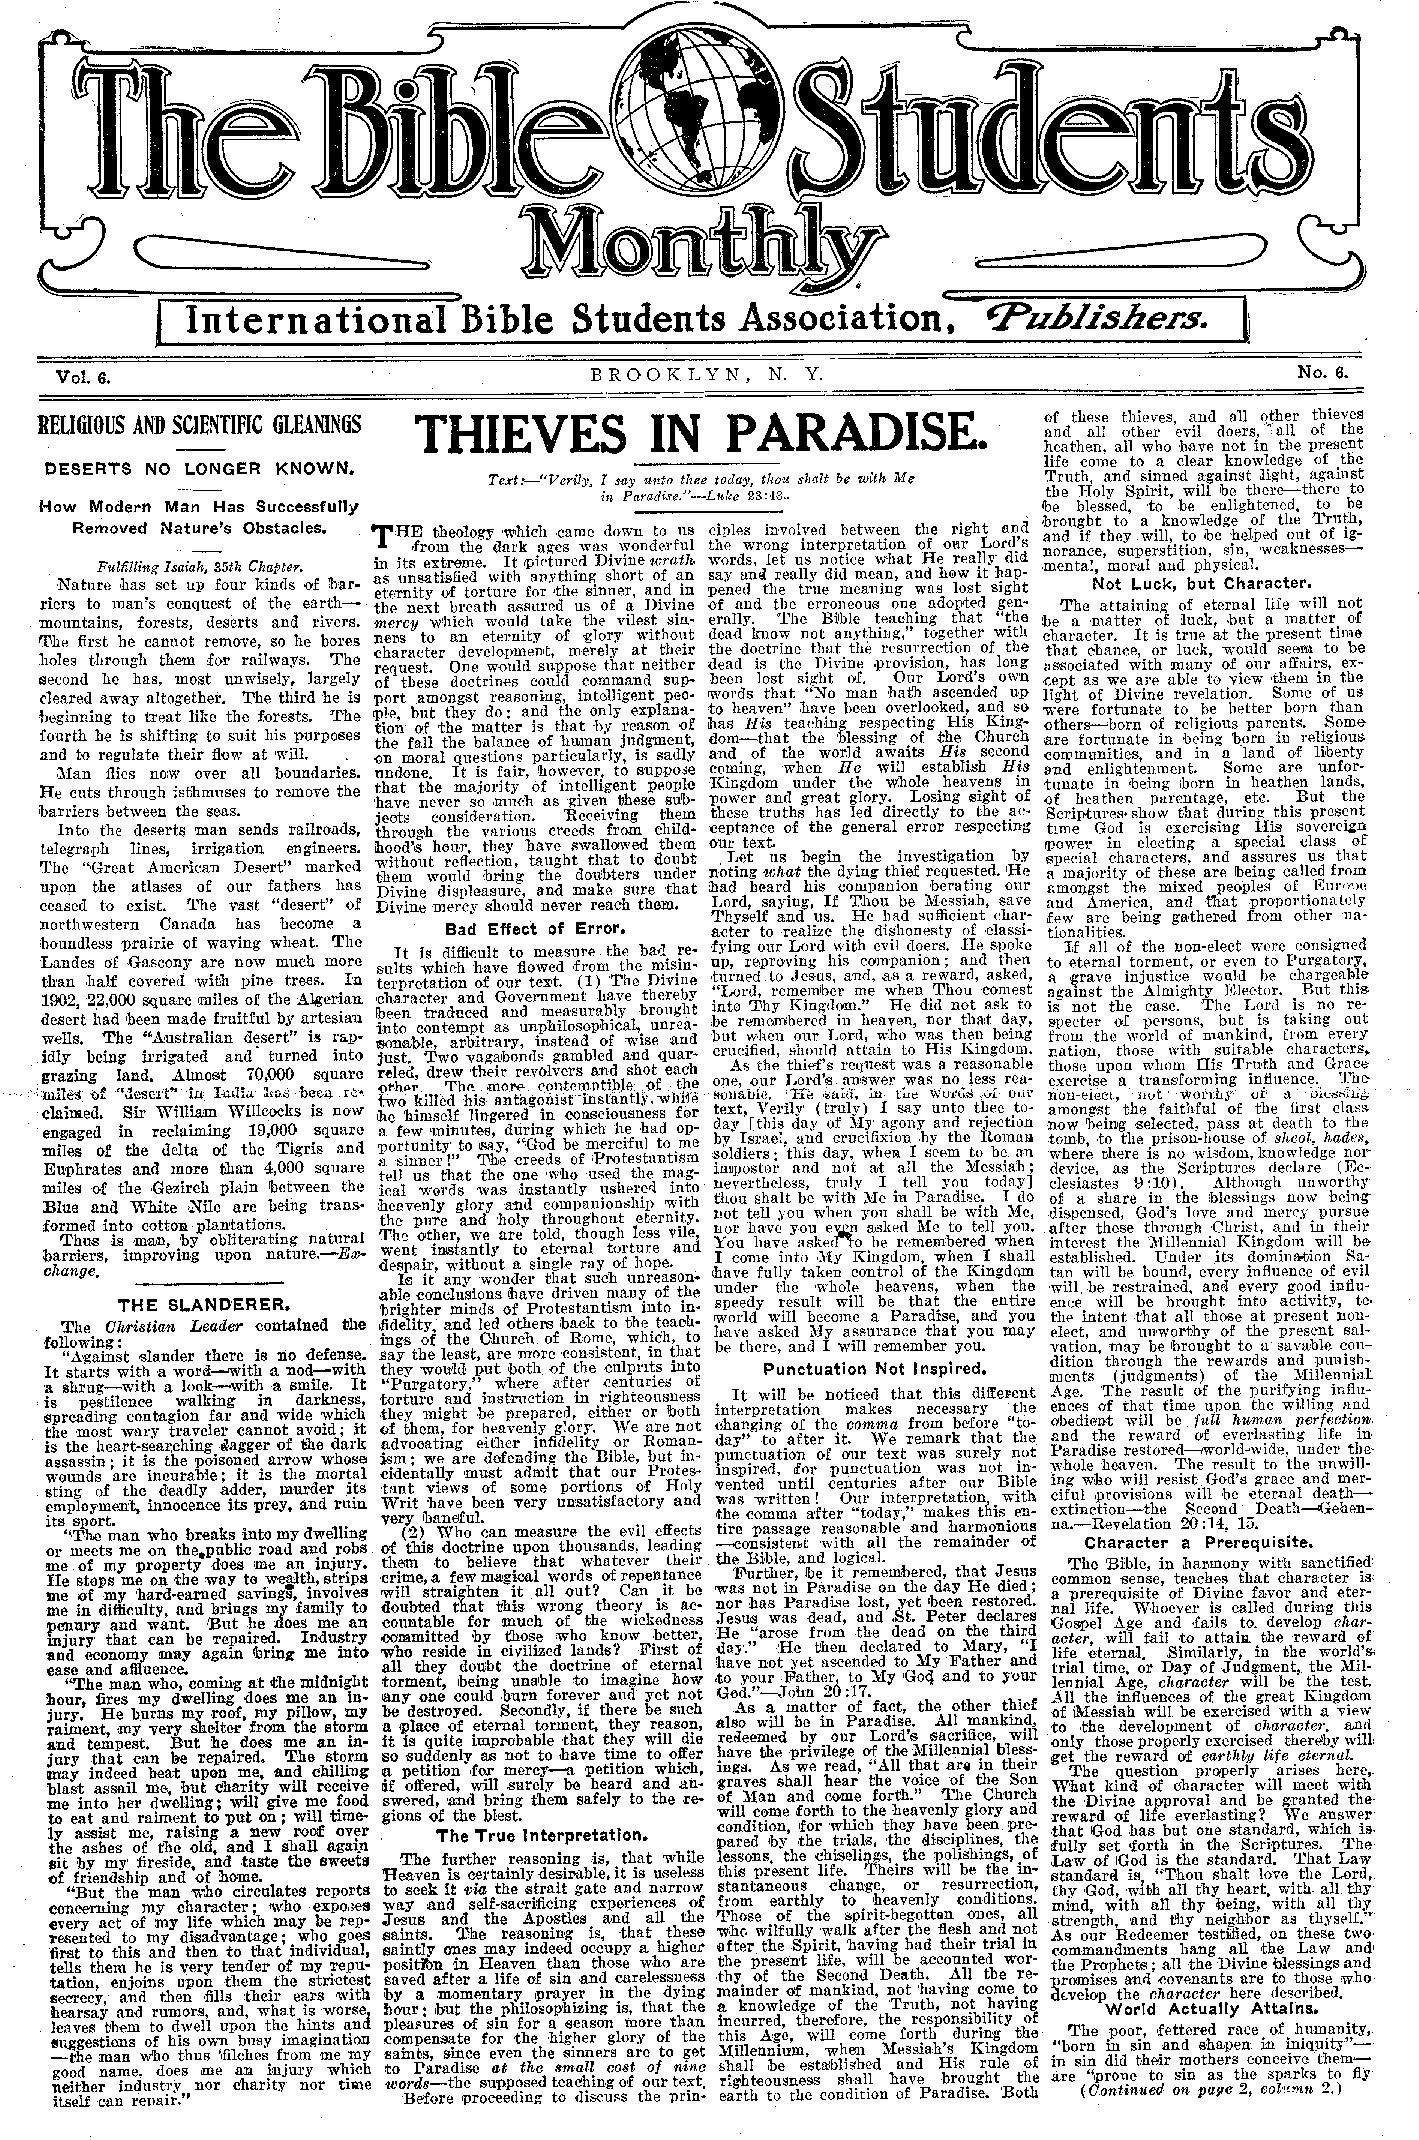 The Bible Students
Monthly
International Bible Students Association, Publishers.
Vol. 6.
BROOKLYN, N. Y.
No. 6.
RELIGIOUS AND SCIENTIFIC GLEANINGS
DESERTS NO LONGER KNOWN.
How Modern Man Has Successfully
Removed Nature's Obstacles.
Fulfilling Isaiah, 35th Chapter.
Nature has set up four kinds of bar-
riers to man's conquest of the earth—
mountains, forests, deserts and rivers.
The first he cannot remove, so he bores
holes through them for railways. The
second he has, most unwisely, largely
cleared away altogether. The third he is
beginning to treat like the forests. The
fourth he is shifting to suit his purposes
and to regulate their flow at will.
Man flies now over all boundaries.
He cuts through isthmuses to remove the
barriers between the seas.
Into the deserts man sends railroads,
telegraph lines, irrigation engineers.
The "Great American Desert" marked
upon the atlases of our fathers has
ceased to exist. The vast "desert" of
northwestern Canada has become a
boundless prairie of waving wheat. The
Landes of Gascony are now much more
than half covered with pine trees. In
1902, 22,000 square miles of the Algerian
desert had been made fruitful by artesian
wells. The "Australian desert" is rap-
idly being irrigated and turned into
grazing land. Almost 70,000 square
miles of "desert" in India has been re-
claimed. Sir William Willcocks is now
engaged in reclaiming 19,000 square
miles of the delta of the Tigris and
Euphrates and more than 4,000 square
miles of the Gezirch plain between the
Blue and White Nile are being trans-
formed into cotton plantations.
Thus is man, by obliterating natural
barriers, improving upon nature.—Ex-
change.
THE SLANDERER.
The Christian Leader contained the
following:
"Against slander there is no defense.
It starts with a word—with a nod—with
a shrug—with a look—with a smile. It
is pestilence walking in darkness,
spreading contagion far and wide which
the most wary traveler cannot avoid; it
is the heart-searching dagger of the dark
assassin; it is the poisoned arrow whose
wounds are incurable; it is the mortal
sting of the deadly adder, murder its
employment, innocence its prey, and ruin
its sport.
"The man who breaks into my dwelling
or meets me on the public road and robs
me of my property does me an injury.
He stops me on the way to wealth, strips
me of my hard-earned savings, involves
me in difficulty, and brings my family to
penury and want. But he does me an
injury that can be repaired. Industry
and economy may again bring me into
ease and affluence.
"The man who, coming at the midnight
hour, fires my dwelling does me an in-
jury. He burns my roof, my pillow, my
raiment, my very shelter from the storm
and tempest. But he does me an in-
jury that can be repaired. The storm
may indeed beat upon me, and chilling
blast assail me, but charity will receive
me into her dwelling; will give me food
to eat and raiment to put on; will time-
ly assist me, raising a new roof over
the ashes of the old, and I shall again
sit by my fireside, and taste the sweets
of friendship and of home.
"But the man who circulates reports
concerning my character; who exposes
every act of my life which may be rep-
resented to my disadvantage; who goes
first to this and then to that individual,
tells them he is very tender of my repu-
tation, enjoins upon them the strictest
secrecy, and then fills their ears with
hearsay and rumors, and, what is worse,
leaves them to dwell upon the hints and
suggestions of his own busy imagination
—the man who thus 'filches from me my
good name, does me an injury which
neither industry nor charity nor time
itself can repair."
THIEVES IN PARADISE.
Text:—"Verily, I say unto thee today, thou shalt be with Me
in Paradise."—Luke 23:43.
THE theology which came down to us
from the dark ages was wonderful
in its extreme. It pictured Divine wrath
as unsatisfied with anything short of an
eternity of torture for the sinner, and in
the next breath assured us of a Divine
mercy which would take the vilest sin-
ners to an eternity of glory without
character development, merely at their
request. One would suppose that neither
of these doctrines could command sup-
port amongst reasoning, intelligent peo-
ple, but they do; and the only explana-
tion of the matter is that by reason of
the fall the balance of human judgment,
on moral questions particularly, is sadly
undone. It is fair, however, to suppose
that the majority of intelligent people
have never so much as given these sub-
jects consideration. Receiving them
through the various creeds from child-
hood's hour, they have swallowed them
without reflection, taught that to doubt
them would bring the doubters under
Divine displeasure, and make sure that
Divine mercy should never reach them.
Bad Effect of Error.
It is difficult to measure the bad re-
sults which have flowed from the misin-
terpretation of our text. (1) The Divine
character and Government have thereby
been traduced and measurably brought
into contempt as unphilosophical, unrea-
sonable, arbitrary, instead of wise and
just. Two vagabonds gambled and quar-
reled, drew their revolvers and shot each
other. The more contemptible of the
two killed his antagonist instantly, while
he himself lingered in consciousness for
a few minutes, during which he had op-
portunity to say, "God be merciful to me
a sinner!" The creeds of Protestantism
tell us that the one who used the mag-
ical words was instantly ushered into
heavenly glory and companionship with
the pure and holy throughout eternity.
The other, we are told, though less vile,
went instantly to eternal torture and
despair, without a single ray of hope.
Is it any wonder that such unreason-
able conclusions have driven many of the
brighter minds of Protestantism into in-
fidelity, and led others back to the teach-
ings of the Church of Rome, which, to
say the least, are more consistent, in that
they would put both of the culprits into
"Purgatory," where after centuries of
torture and instruction in righteousness
they might be prepared, either or both
of them, for heavenly glory. We are not
advocating either infidelity or Roman-
ism; we are defending the Bible, but in-
cidentally must admit that our Protes-
tant views of some portions of Holy
Writ have been very unsatisfactory and
very baneful.
(2) Who can measure the evil effects
of this doctrine upon thousands, leading
them to believe that whatever their
crime, a few magical words of repentance
will straighten it all out? Can it be
doubted that this wrong theory is ac-
countable for much of the wickedness
committed by those who know better,
who reside in civilized lands? First of
all they doubt the doctrine of eternal
torment, being unable to imagine how
any one could burn forever and yet not
be destroyed. Secondly, if there be such
a place of eternal torment, they reason,
it is quite improbable that they will die
so suddenly as not to have time to offer
a petition for mercy—a petition which,
if offered, will surely be heard and an-
swered, and bring them safely to the re-
gions of the blest.
The True Interpretation.
The further reasoning is, that while
Heaven is certainly desirable, it is useless
to seek it via the strait gate and narrow
way and self-sacrificing experiences of
Jesus and the Apostles and all the
saints. The reasoning is, that these
saintly ones may indeed occupy a higher
position in Heaven than those who are
saved after a life of sin and carelessness
by a momentary prayer in the dying
hour; but the philosophizing is, that the
pleasures of sin for a season more than
compensate for the higher glory of the
saints, since even the sinners are to get
to Paradise at the small cost of nine
words—the supposed teaching of our text.
Before proceeding to discuss the prin-
ciples involved between the right and
the wrong interpretation of our Lord's
words, let us notice what He really did
say and really did mean, and how it hap-
pened the true meaning was lost sight
of and the erroneous one adopted gen-
erally. The Bible teaching that "the
dead know not anything," together with
the doctrine that the resurrection of the
dead is the Divine provision, has long
been lost sight of. Our Lord's own
words that "No man hath ascended up
to heaven" have been overlooked, and so
has His teaching respecting His King-
dom—that the blessing of the Church
and of the world awaits His second
coming, when He will establish His
Kingdom under the whole heavens in
power and great glory. Losing sight of
these truths has led directly to the ac-
ceptance of the general error respecting
our text.
Let us begin the investigation by
noting what the dying thief requested. He
had heard his companion berating our
Lord, saying, If Thou be Messiah, save
Thyself and us. He had sufficient char-
acter to realize the dishonesty of classi-
fying our Lord with evil doers. He spoke
up, reproving his companion; and then
turned to Jesus, and, as a reward, asked,
"Lord, remember me when Thou comest
into Thy Kingdom." He did not ask to
be remembered in heaven, nor that day,
but when our Lord, who was then being
crucified, should attain to His Kingdom.
As the thief's request was a reasonable
one, our Lord's answer was no less rea-
sonable. He said, in the words of our
text, Verily (truly) I say unto thee to-
day [this day of My agony and rejection
by Israel, and crucifixion by the Roman
soldiers; this day, when I seem to be an
impostor and not at all the Messiah;
nevertheless, truly I tell you today]
thou shalt be with Me in Paradise. I do
not tell you when you shall be with Me,
nor have you even asked Me to tell you.
You have asked to be remembered when
I come into My Kingdom, when I shall
have fully taken control of the Kingdom
under the whole heavens, when the
speedy result will be that the entire
world will become a Paradise, and you
have asked My assurance that you may
be there, and I will remember you.
Punctuation Not Inspired.
It will be noticed that this different
interpretation makes necessary the
changing of the comma from before "to-
day" to after it. We remark that the
punctuation of our text was surely not
inspired, for punctuation was not in-
vented until centuries after our Bible
was written! Our interpretation, with
the comma after "today," makes this en-
tire passage reasonable and harmonious
—consistent with all the remainder of
the Bible, and logical.
Further, be it remembered, that Jesus
was not in Paradise on the day He died;
nor has Paradise lost, yet been restored.
Jesus was dead, and St. Peter declares
He "arose from the dead on the third
day." He then declared to Mary, "I
have not yet ascended to My Father and
to your Father, to My God and to your
God."—John 20:17.
As a matter of fact, the other thief
also will be in Paradise. All mankind,
redeemed by our Lord's sacrifice, will
have the privilege of the Millennial bless-
ings. As we read, "All that are in their
graves shall hear the voice of the Son
of Man and come forth." The Church
will come forth to the heavenly glory and
condition, for which they have been pre-
pared by the trials, the disciplines, the
lessons, the chiselings, the polishings, of
this present life. Theirs will be the in-
stantaneous change, or resurrection,
from earthly to heavenly conditions.
Those of the spirit-begotten ones, all
who wilfully walk after the flesh and not
after the Spirit, having had their trial in
the present life, will be accounted wor-
thy of the Second Death. All the re-
mainder of mankind, not having come to
a knowledge of the Truth, not having
incurred, therefore, the responsibility of
this Age, will come forth during the
Millennium, when Messiah's Kingdom
shall be established and His rule of
righteousness shall have brought the
earth to the condition of Paradise. Both
of these thieves, and all other thieves
and all other evil doers, all of the
heathen, all who have not in the present
life come to a clear knowledge of the
Truth, and sinned against light, against
the Holy Spirit, will be there—there to
be blessed, to be enlightened, to be
brought to a knowledge of the Truth,
and if they will, to be helped out of ig-
norance, superstition, sin, weaknesses—
mental, moral and physical.
Not Luck, but Character.
The attaining of eternal life will not
be a matter of luck, but a matter of
character. It is true at the present time
that chance, or luck, would seem to be
associated with many of our affairs, ex-
cept as we are able to view them in the
light of Divine revelation. Some of us
were fortunate to be better born than
others—born of religious parents. Some
are fortunate in being born in religious
communities, and in a land of liberty
and enlightenment. Some are unfor-
tunate in being born in heathen lands,
of heathen parentage, etc. But the
Scriptures show that during this present
time God is exercising His sovereign
power in electing a special class of
special characters, and assures us that
a majority of these are being called from
amongst the mixed peoples of Europe
and America, and that proportionately
few are being gathered from other na-
tionalities.
If all of the non-elect were consigned
to eternal torment, or even to Purgatory,
a grave injustice would be chargeable
against the Almighty Elector. But this
is not the case. The Lord is no re-
specter of persons, but is taking out
from the world of mankind, from every
nation, those with suitable characters,
those upon whom His Truth and Grace
exercise a transforming influence. The
non-elect, not worthy of a blessing
amongst the faithful of the first class
now being selected, pass at death to the
tomb, to the prison-house of sheol, hades,
where there is no wisdom, knowledge nor
device, as the Scriptures declare (Ec-
clesiastes 9:10). Although unworthy
of a share in the blessings now being
dispensed, God's love and mercy pursue
after these through Christ, and in their
interest the Millennial Kingdom will be
established. Under its domination Sa-
tan will be bound, every influence of evil
will be restrained, and every good influ-
ence will be brought into activity, to
the intent that all those at present non-
elect, and unworthy of the present sal-
vation, may be brought to a savable con-
dition through the rewards and punish-
ments (judgments) of the Millennial
Age. The result of the purifying influ-
ences of that time upon the willing and
obedient will be full human perfection
and the reward of everlasting life in
Paradise restored—world-wide, under the
whole heaven. The result to the unwill-
ing who will resist God's grace and mer-
ciful provisions will be eternal death—
extinction—the Second Death—Gehen-
na.—Revelation 20:14, 15.
Character a Prerequisite.
The Bible, in harmony with sanctified
common sense, teaches that character is
a prerequisite of Divine favor and eter-
nal life. Whoever is called during this
Gospel Age and fails to develop char-
acter, will fail to attain the reward of
life eternal. Similarly, in the world's
trial time, or Day of Judgment, the Mil-
lennial Age, character will be the test.
All the influences of the great Kingdom
of Messiah will be exercised with a view
to the development of character, and
only those properly exercised thereby will
get the reward of earthly life eternal.
The question properly arises here,
What kind of character will meet with
the Divine approval and be granted the
reward of life everlasting? We answer
that God has but one standard, which is
fully set forth in the Scriptures. The
Law of God is the standard. That Law
standard is, "Thou shalt love the Lord,
thy God, with all thy heart, with all thy
mind, with all thy being, with all thy
strength, and thy neighbor as thyself."
As our Redeemer testified, on these two
commandments hang all the Law and
the Prophets; all the Divine blessings and
promises and covenants are to those who
develop the character here described.
World Actually Attains.
The poor, fettered race of humanity,
"born in sin and shapen in iniquity"—
in sin did their mothers conceive them—
are "prone to sin as the sparks to fly
(Continued on page 2, column 2.)